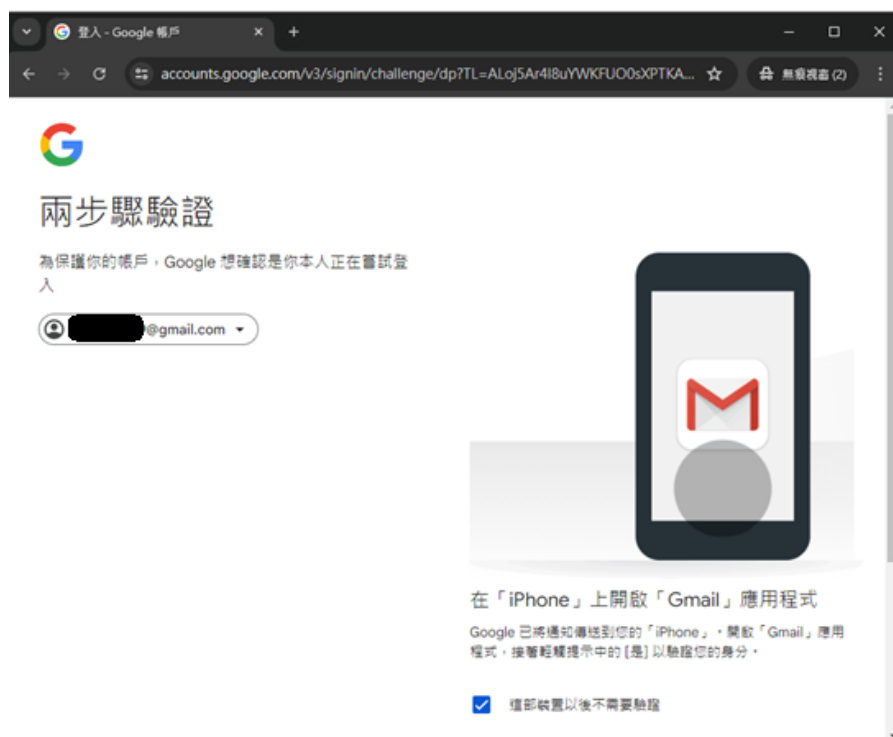 登入 - Google 帳戶
accounts.google.com/v3/signin/challenge/dp?TL=ALoj5Ar4I8uYWKFUO0sXPTKA...
無痕視窗 (2)
兩步驟驗證
為保護你的帳戶，Google 想確認是你本人正在嘗試登
入
@gmail.com
在「iPhone」上開啟「Gmail」應用程式
Google 已將通知傳送到您的「iPhone」。開啟「Gmail」應用
程式，接著輕觸提示中的 [是] 以驗證您的身分。
這部裝置以後不需要驗證